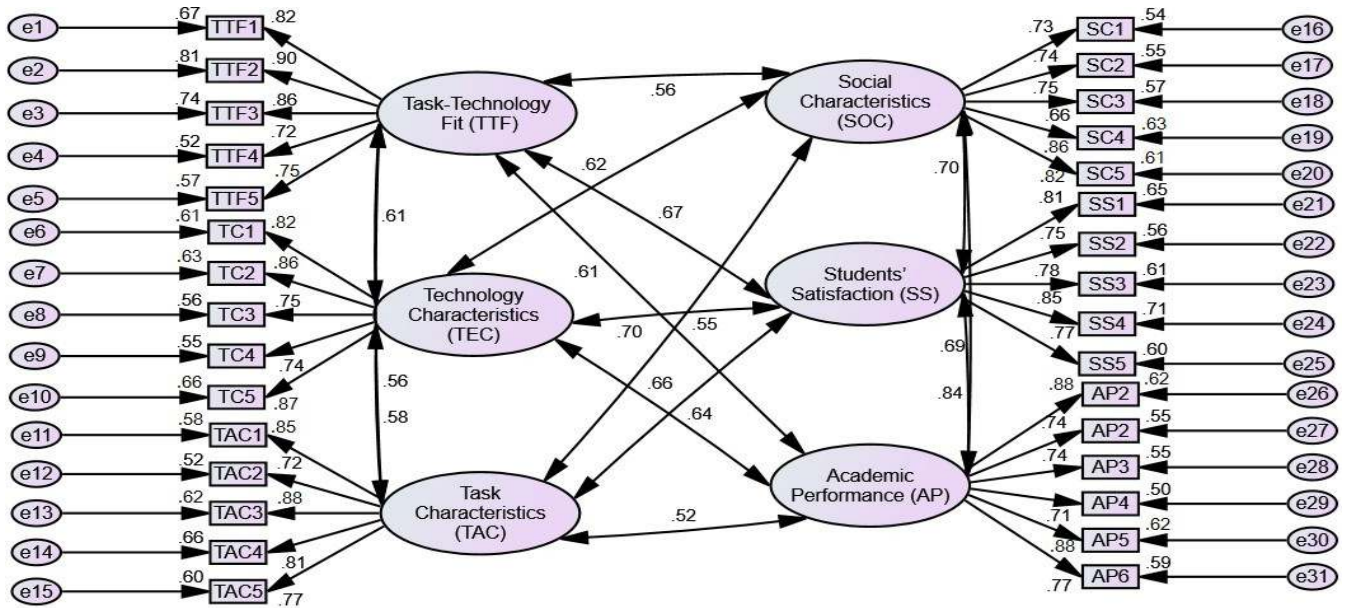 e1 .67 TTF1 .82
e2 .81 TTF2 .90
e3 .74 TTF3 .86
e4 .52 TTF4 .72
e5 .57 TTF5 .75
e6 .61 TC1 .82
e7 .63 TC2 .86
e8 .56 TC3 .75
e9 .55 TC4 .74
e10 .66 TC5 .87
e11 .58 TAC1 .85
e12 .52 TAC2 .72
e13 .62 TAC3 .88
e14 .66 TAC4 .81
e15 .60 TAC5 .77
Task-Technology
Fit (TTF)
Technology
Characteristics
(TEC)
Task
Characteristics
(TAC)
.61
.56
.58
.56
.62
.67
.61
.70
.55
.66
.64
.52
Social
Characteristics
(SOC)
Students’
Satisfaction (SS)
Academic
Performance (AP)
.70
.69
.84
.73 SC1 .54 e16
.74 SC2 .55 e17
.75 SC3 .57 e18
.66 SC4 .63 e19
.86 SC5 .61 e20
.82
.81 SS1 .65 e21
.75 SS2 .56 e22
.78 SS3 .61 e23
.85 SS4 .71 e24
.77 SS5 .60 e25
.88 AP2 .62 e26
.74 AP2 .55 e27
.74 AP3 .55 e28
AP4 .50 e29
.71 AP5 .62 e30
.88 AP6 .59 e31
.77